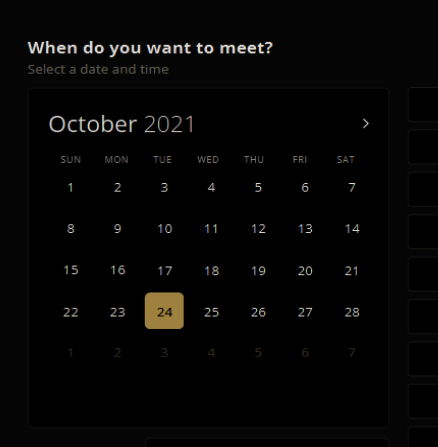 When do you want to meet?
Select a date and time
October 2021
SUN MON TUE WED THU FRI SAT
1 2 3 4 5 6 7
8 9 10 11 12 13 14
15 16 17 18 19 20 21
22 23 24 25 26 27 28
1 2 3 4 5 6 7